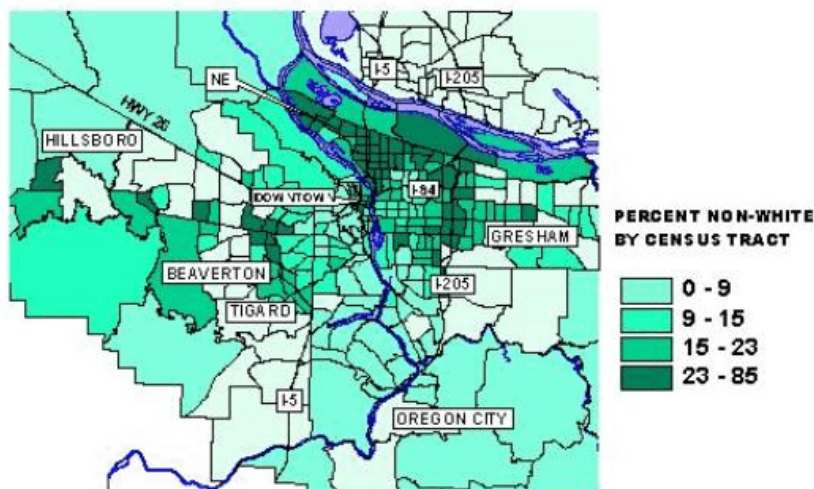 I-5
I-205
NE
HWY 26
HILLSBORO
DOWNTOWN
I-84
GRESHAM
BEAVERTON
I-205
TIGARD
I-5
OREGON CITY
PERCENT NON-WHITE
BY CENSUS TRACT
0 - 9
9 - 15
15 - 23
23 - 85